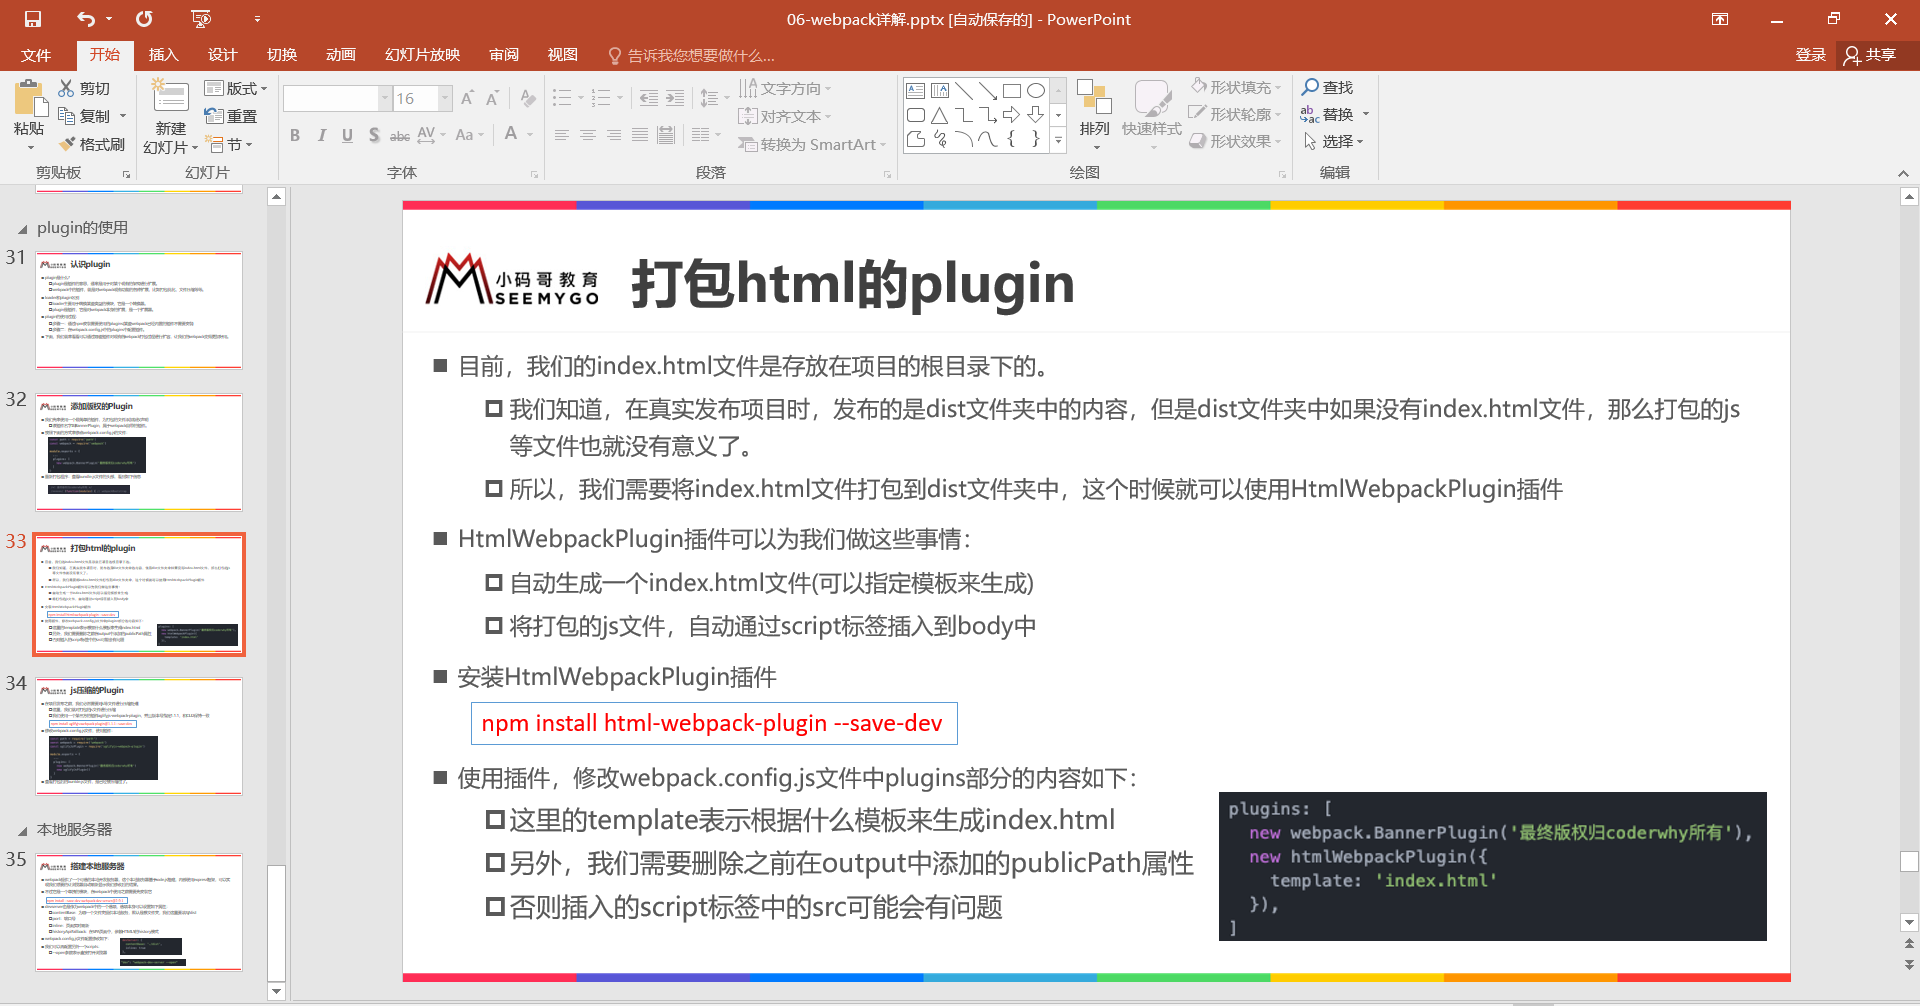 06-webpack详解.pptx [自动保存的] - PowerPoint
文件 开始 插入 设计 切换 动画 幻灯片放映 审阅 视图 告诉我您想要做什么... 登录 共享
粘贴 剪切 复制 格式刷 剪贴板
新建 幻灯片 版式 重置 节 幻灯片
16 B I U S abc AV Aa A 字体
文字方向 对齐文本 转换为 SmartArt 段落
排列 快速样式 形状填充 形状轮廓 形状效果 绘图
查找 替换 选择 编辑
plugin的使用
31
认识plugin
32
添加版权的Plugin
33
打包html的plugin
34
js压缩的Plugin
本地服务器
35
搭建本地服务器
小码哥教育
SEEMYGO
打包html的plugin
目前，我们的index.html文件是存放在项目的根目录下的。
我们知道，在真实发布项目时，发布的是dist文件夹中的内容，但是dist文件夹中如果没有index.html文件，那么打包的js
等文件也就没有意义了。
所以，我们需要将index.html文件打包到dist文件夹中，这个时候就可以使用HtmlWebpackPlugin插件
HtmlWebpackPlugin插件可以为我们做这些事情：
自动生成一个index.html文件(可以指定模板来生成)
将打包的js文件，自动通过script标签插入到body中
安装HtmlWebpackPlugin插件
npm install html-webpack-plugin --save-dev
使用插件，修改webpack.config.js文件中plugins部分的内容如下：
这里的template表示根据什么模板来生成index.html
另外，我们需要删除之前在output中添加的publicPath属性
否则插入的script标签中的src可能会有问题
plugins: [
new webpack.BannerPlugin('最终版权归coderwhy所有'),
new htmlWebpackPlugin({
template: 'index.html'
}),
]